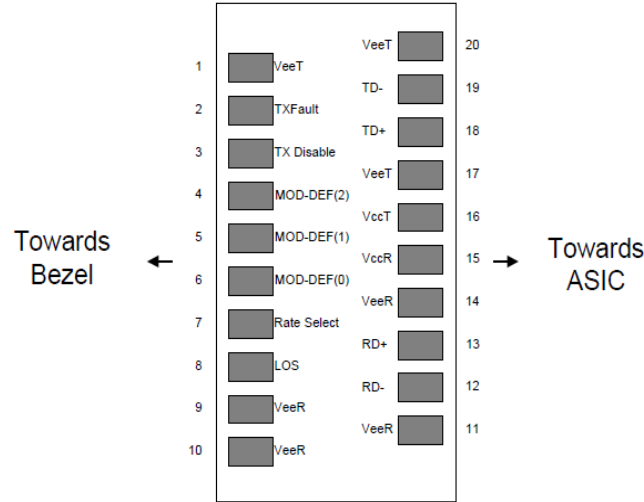 VeeT 20
1 VeeT
TD- 19
2 TXFault
TD+ 18
3 TX Disable
VeeT 17
4 MOD-DEF(2)
VccT 16
5 MOD-DEF(1)
Towards
Bezel
VccR 15
Towards
ASIC
6 MOD-DEF(0)
VeeR 14
7 Rate Select
RD+ 13
8 LOS
RD- 12
9 VeeR
VeeR 11
10 VeeR